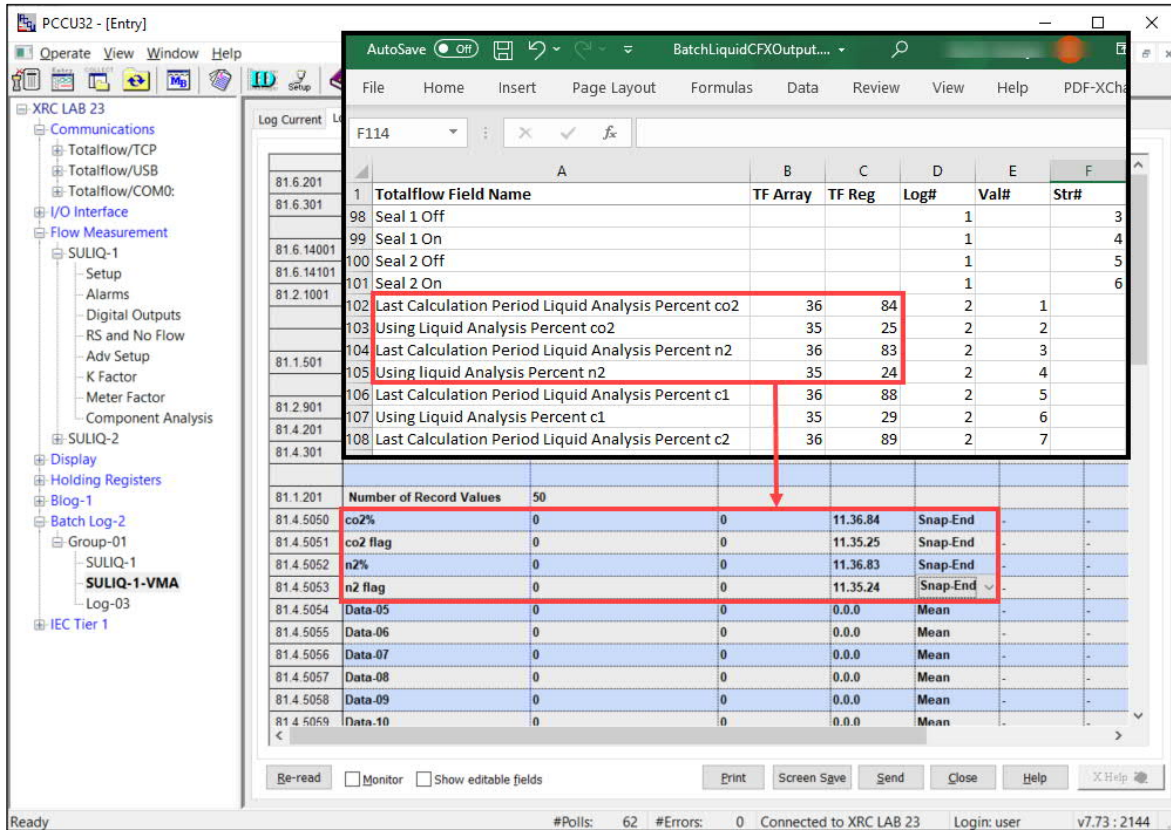 PCCU32 - [Entry]
Operate View Window Help
Entry COLLECT MB ID Setup
XRC LAB 23
Communications
Totalflow/TCP
Totalflow/USB
Totalflow/COM0:
I/O Interface
Flow Measurement
SULIQ-1
Setup
Alarms
Digital Outputs
RS and No Flow
Adv Setup
K Factor
Meter Factor
Component Analysis
SULIQ-2
Display
Holding Registers
Blog-1
Batch Log-2
Group-01
SULIQ-1
SULIQ-1-VMA
Log-03
IEC Tier 1
Log Current
81.6.201
81.6.301
81.6.14001
81.6.14101
81.2.1001
81.1.501
81.2.901
81.4.201
81.4.301
AutoSave Off BatchLiquidCFXOutput....
File Home Insert Page Layout Formulas Data Review View Help PDF-XCha
F114 fx
A B C D E F
1 Totalflow Field Name TF Array TF Reg Log# Val# Str#
98 Seal 1 Off 1 3
99 Seal 1 On 1 4
100 Seal 2 Off 1 5
101 Seal 2 On 1 6
102 Last Calculation Period Liquid Analysis Percent co2 36 84 2 1
103 Using Liquid Analysis Percent co2 35 25 2 2
104 Last Calculation Period Liquid Analysis Percent n2 36 83 2 3
105 Using liquid Analysis Percent n2 35 24 2 4
106 Last Calculation Period Liquid Analysis Percent c1 36 88 2 5
107 Using Liquid Analysis Percent c1 35 29 2 6
108 Last Calculation Period Liquid Analysis Percent c2 36 89 2 7
81.1.201 Number of Record Values 50
81.4.5050 co2% 0 0 11.36.84 Snap-End - -
81.4.5051 co2 flag 0 0 11.35.25 Snap-End - -
81.4.5052 n2% 0 0 11.36.83 Snap-End - -
81.4.5053 n2 flag 0 0 11.35.24 Snap-End - -
81.4.5054 Data-05 0 0 0.0.0 Mean - -
81.4.5055 Data-06 0 0 0.0.0 Mean - -
81.4.5056 Data-07 0 0 0.0.0 Mean - -
81.4.5057 Data-08 0 0 0.0.0 Mean - -
81.4.5058 Data-09 0 0 0.0.0 Mean - -
81.4.5059 Data-10 0 0 0.0.0 Mean - -
Re-read Monitor Show editable fields Print Screen Save Send Close Help X Help
Ready #Polls: 62 #Errors: 0 Connected to XRC LAB 23 Login: user v7.73 : 2144